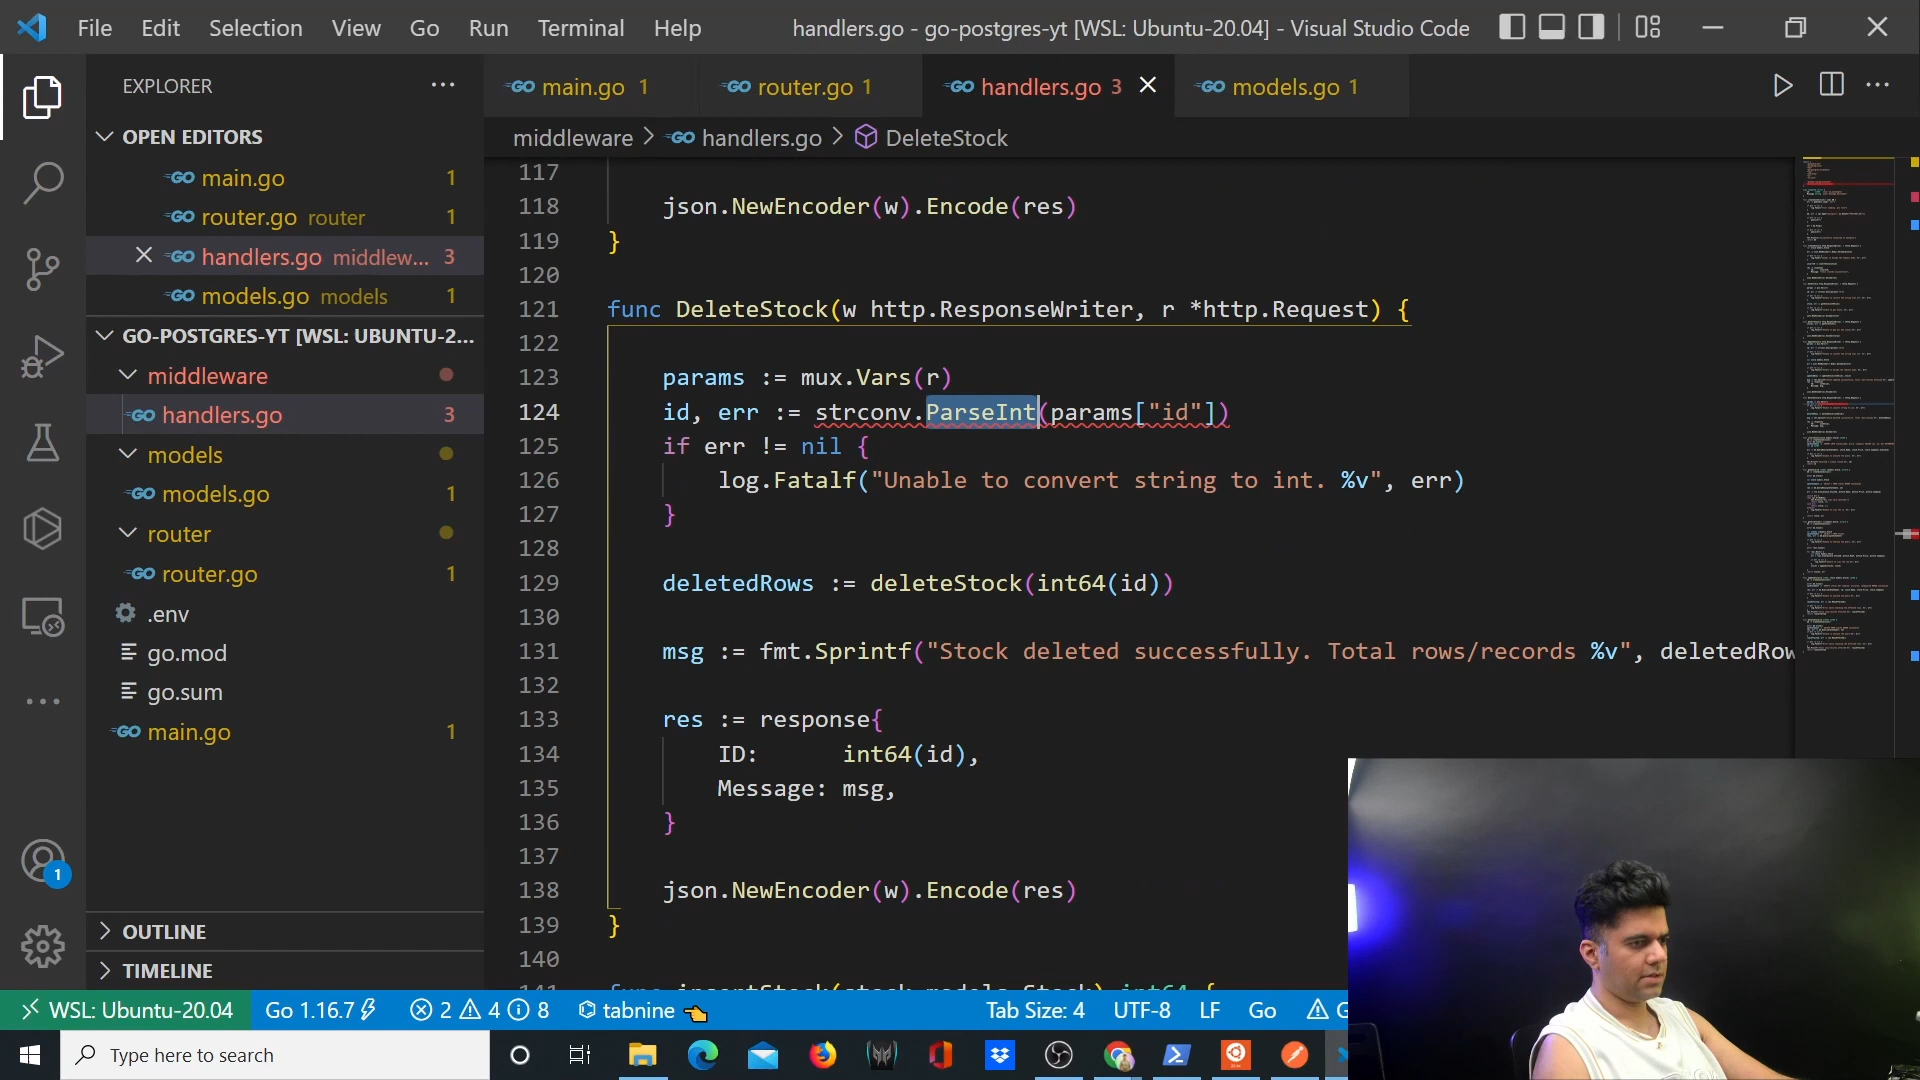 File Edit Selection View Go Run Terminal Help
handlers.go - go-postgres-yt [WSL: Ubuntu-20.04] - Visual Studio Code
EXPLORER
main.go 1
router.go 1
handlers.go 3
models.go 1
middleware > handlers.go > DeleteStock
OPEN EDITORS
main.go 1
router.go router 1
handlers.go middlew... 3
models.go models 1
GO-POSTGRES-YT [WSL: UBUNTU-2...
middleware
handlers.go 3
models
models.go 1
router
router.go 1
.env
go.mod
go.sum
main.go 1
OUTLINE
TIMELINE
1
117
118 json.NewEncoder(w).Encode(res)
119 }
120
121 func DeleteStock(w http.ResponseWriter, r *http.Request) {
122
123 params := mux.Vars(r)
124 id, err := strconv.ParseInt(params["id"])
125 if err != nil {
126 log.Fatalf("Unable to convert string to int. %v", err)
127 }
128
129 deletedRows := deleteStock(int64(id))
130
131 msg := fmt.Sprintf("Stock deleted successfully. Total rows/records %v", deletedRow
132
133 res := response{
134 ID: int64(id),
135 Message: msg,
136 }
137
138 json.NewEncoder(w).Encode(res)
139 }
140
141 func insertStock(stock models.Stock) int64 {
WSL: Ubuntu-20.04 Go 1.16.7 2 4 8 tabnine Tab Size: 4 UTF-8 LF Go G
Type here to search